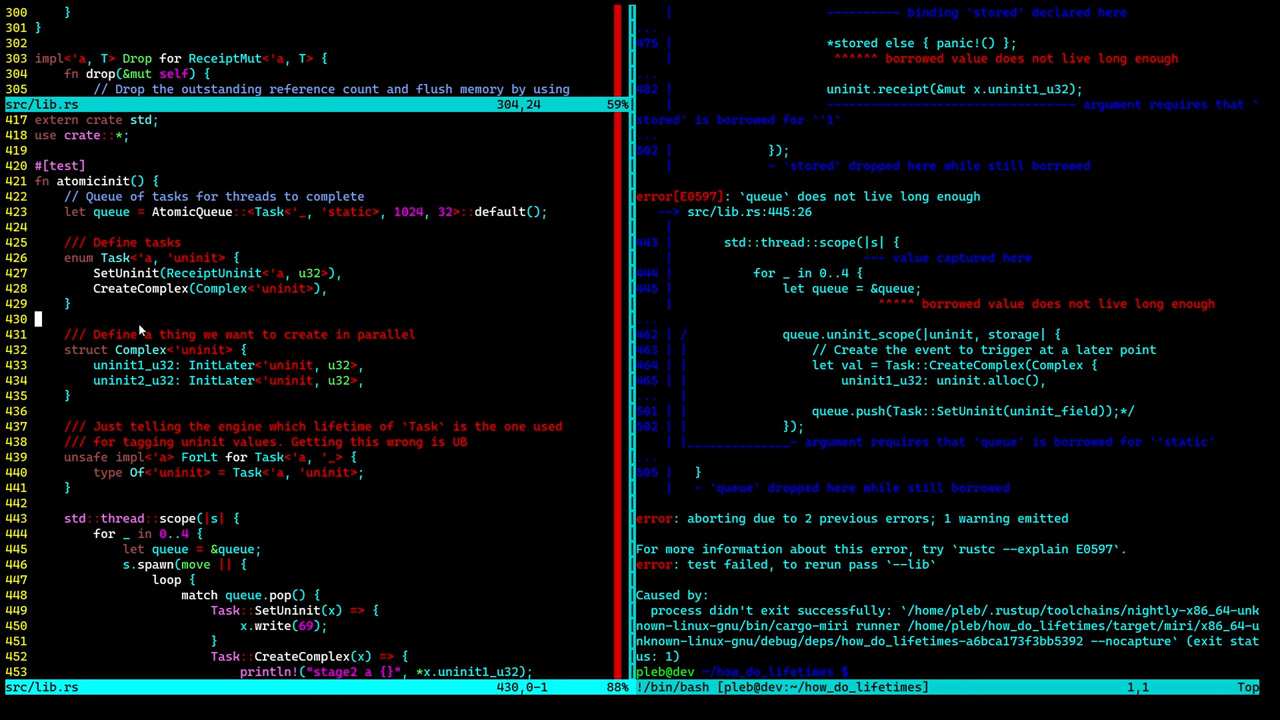 300      }
301 }
302
303 impl<'a, T> Drop for ReceiptMut<'a, T> {
304     fn drop(&mut self) {
305         // Drop the outstanding reference count and flush memory by using
src/lib.rs 304,24 59%
417 extern crate std;
418 use crate::*;
419
420 #[test]
421 fn atomicinit() {
422     // Queue of tasks for threads to complete
423     let queue = AtomicQueue::<Task<'_, 'static>, 1024, 32>::default();
424
425     /// Define tasks
426     enum Task<'a, 'uninit> {
427         SetUninit(ReceiptUninit<'a, u32>),
428         CreateComplex(Complex<'uninit>),
429     }
430
431     /// Define a thing we want to create in parallel
432     struct Complex<'uninit> {
433         uninit1_u32: InitLater<'uninit, u32>,
434         uninit2_u32: InitLater<'uninit, u32>,
435     }
436
437     /// Just telling the engine which lifetime of `Task` is the one used
438     /// for tagging uninit values. Getting this wrong is UB
439     unsafe impl<'a> ForLt for Task<'a, '_> {
440         type Of<'uninit> = Task<'a, 'uninit>;
441     }
442
443     std::thread::scope(|s| {
444         for _ in 0..4 {
445             let queue = &queue;
446             s.spawn(move || {
447                 loop {
448                     match queue.pop() {
449                         Task::SetUninit(x) => {
450                             x.write(69);
451                         }
452                         Task::CreateComplex(x) => {
453                             println!("stage2 a {}", *x.uninit1_u32);
src/lib.rs 430,0-1 88%
    |                     ---------- binding `stored` declared here
...
475 |                     *stored else { panic!() };
    |                      ^^^^^^ borrowed value does not live long enough
...
482 |                     uninit.receipt(&mut x.uninit1_u32);
    |                     --------------------------------- argument requires that `
stored` is borrowed for `'1`
...
502 |             });
    |             - `stored` dropped here while still borrowed

error[E0597]: `queue` does not live long enough
   --> src/lib.rs:445:26
    |
443 |       std::thread::scope(|s| {
    |                          --- value captured here
444 |           for _ in 0..4 {
445 |               let queue = &queue;
    |                            ^^^^^ borrowed value does not live long enough
...
462 | /             queue.uninit_scope(|uninit, storage| {
463 | |                 // Create the event to trigger at a later point
464 | |                 let val = Task::CreateComplex(Complex {
465 | |                     uninit1_u32: uninit.alloc(),
... |
501 | |                 queue.push(Task::SetUninit(uninit_field));*/
502 | |             });
    | |______________- argument requires that `queue` is borrowed for `'static`
...
505 |   }
    |   - `queue` dropped here while still borrowed

error: aborting due to 2 previous errors; 1 warning emitted

For more information about this error, try `rustc --explain E0597`.
error: test failed, to rerun pass `--lib`

Caused by:
  process didn't exit successfully: `/home/pleb/.rustup/toolchains/nightly-x86_64-unk
nown-linux-gnu/bin/cargo-miri runner /home/pleb/how_do_lifetimes/target/miri/x86_64-u
nknown-linux-gnu/debug/deps/how_do_lifetimes-a6bca173f3bb5392 --nocapture` (exit stat
us: 1)
pleb@dev ~/how_do_lifetimes $
!/bin/bash [pleb@dev:~/how_do_lifetimes] 1,1 Top